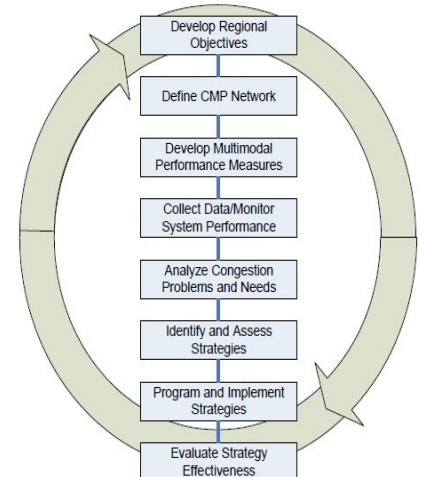 Develop Regional
Objectives
Define CMP Network
Develop Multimodal
Performance Measures
Collect Data/Monitor
System Performance
Analyze Congestion
Problems and Needs
Identify and Assess
Strategies
Program and Implement
Strategies
Evaluate Strategy
Effectiveness